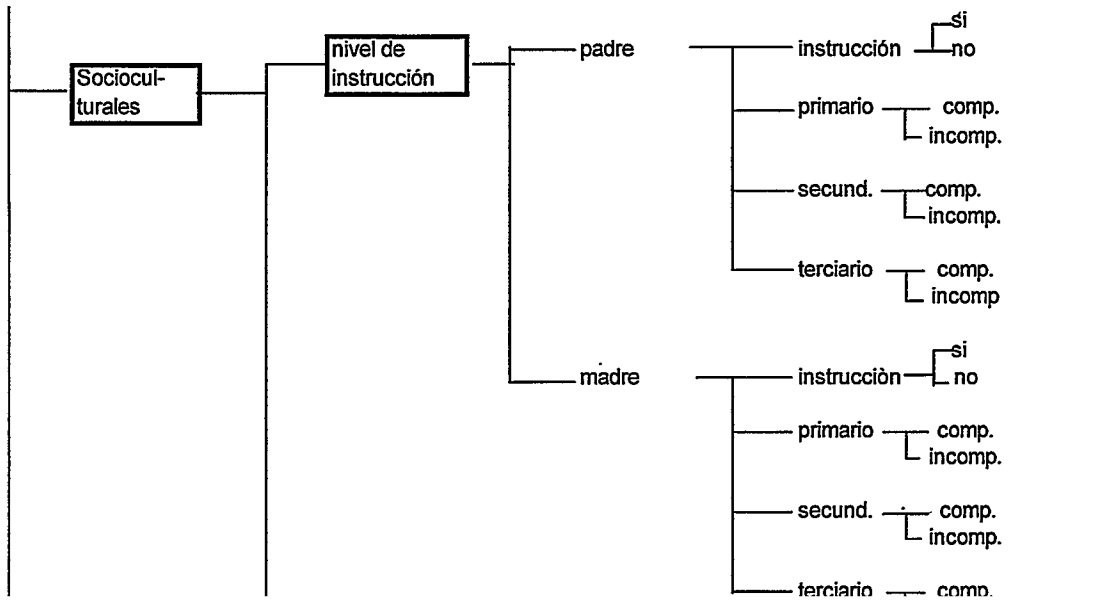 si
nivel de
padre
instrucción
no
instrucción
Sociocul-
turales
primario
comp.
incomp.
secund.
comp.
incomp.
terciario
comp.
incomp
si
madre
instrucciòn
no
primario
comp.
incomp.
secund.
comp.
incomp.
terciario
comp.